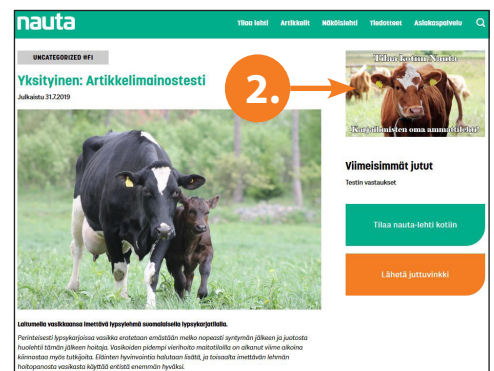 nauta
Tilaa lehti Artikkelit Näköislehti Tiedotteet Asiakaspalvelu
UNCATEGORIZED @FI
Yksityinen: Artikkelimainostesti
Julkaistu 31.7.2019
2.
Tilaa kotiin Nauta
Karjatilmisten oma ammattilehti!
Viimeisimmät jutut
Testin vastaukset
Tilaa nauta-lehti kotiin
Lähetä juttuvinkki
Laitumella vasikkaansa imettävä lypsylehmä suomalaisella lypsykarjatilalla.
Perinteisesti lypsykarjoissa vasikka erotetaan emästään melko nopeasti syntymän jälkeen ja juotosta
huolehtii tämän jälkeen hoitaja. Vasikoiden pidempi vierihoito maitotiloilla on alkanut viime aikoina
kiinnostaa myös tutkijoita. Eläinten hyvinvointia halutaan lisätä, ja toisaalta imettävän lehmän
hoitopanosta vasikasta käyttää entistä enemmän hyväksi.